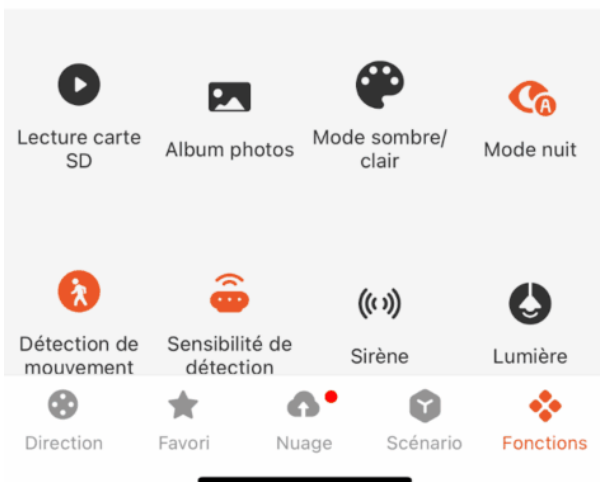 Lecture carte
SD
Album photos
Mode sombre/
clair
Mode nuit
A
Détection de
mouvement
Sensibilité de
détection
Sirène
Lumière
Direction
Favori
Nuage
Scénario
Fonctions